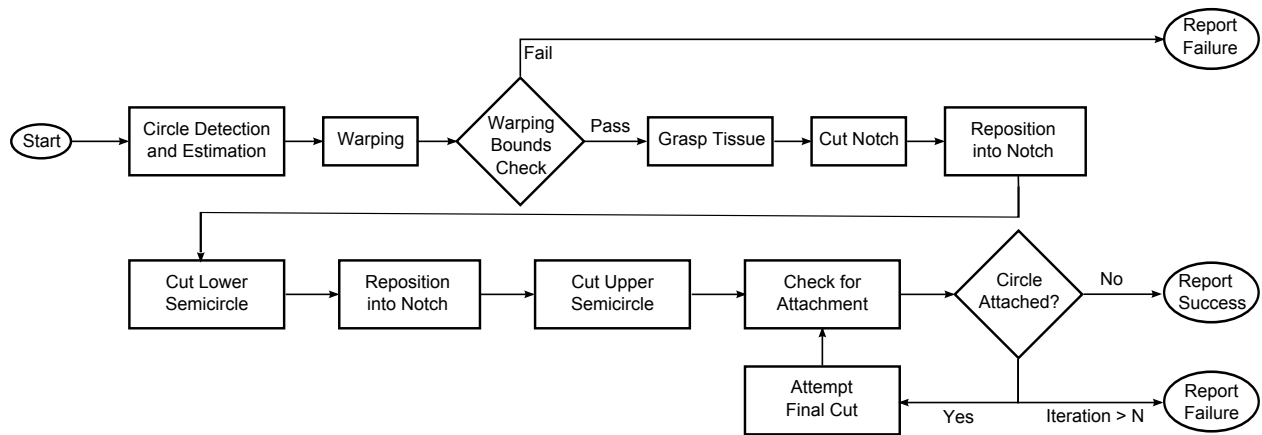 Report
Failure
Fail
Start
Circle Detection
and Estimation
Warping
Warping
Bounds
Check
Pass
Grasp Tissue
Cut Notch
Reposition
into Notch
Cut Lower
Semicircle
Reposition
into Notch
Cut Upper
Semicircle
Check for
Attachment
Circle
Attached?
No
Report
Success
Attempt
Final Cut
Yes
Iteration > N
Report
Failure